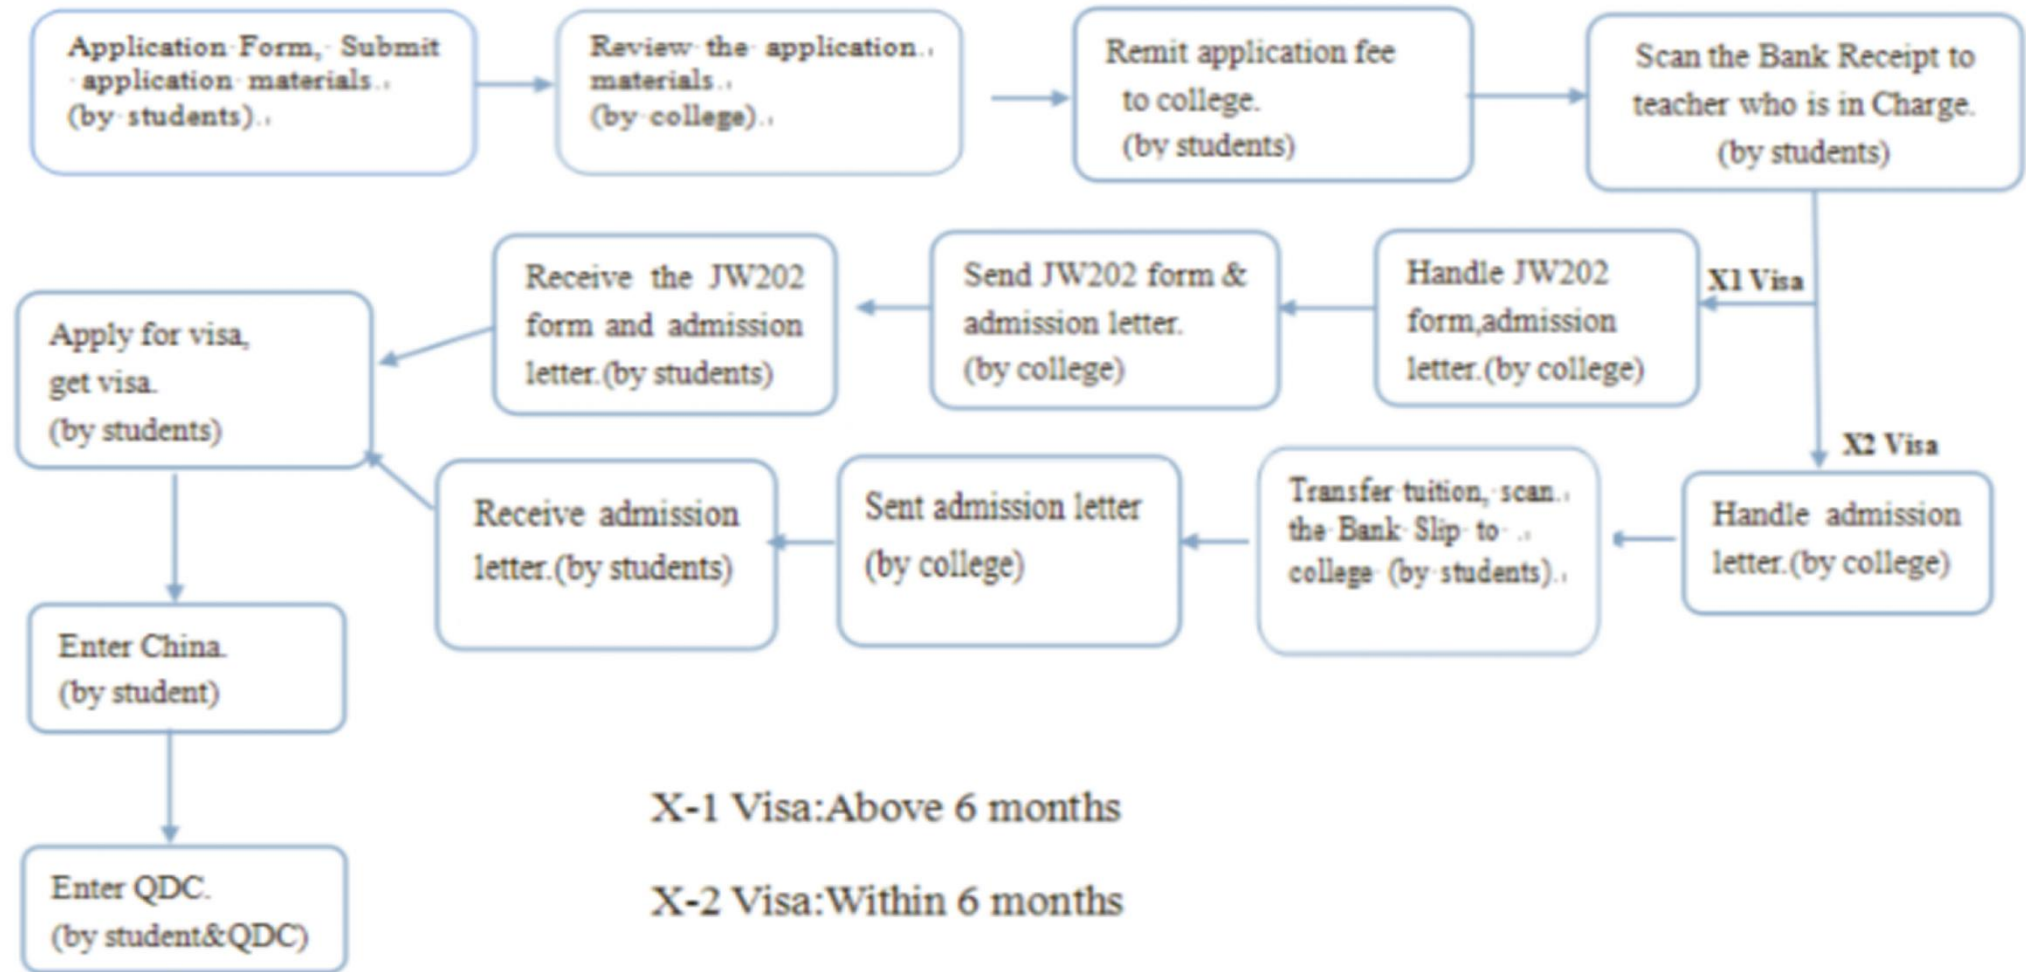 Application Form, Submit
application materials.
(by students).
Review the application
materials.
(by college).
Remit application fee
to college.
(by students)
Scan the Bank Receipt to
teacher who is in Charge.
(by students)
X1 Visa
Handle JW202
form,admission
letter.(by college)
Send JW202 form &
admission letter.
(by college)
Receive the JW202
form and admission
letter.(by students)
Apply for visa,
get visa.
(by students)
X2 Visa
Handle admission
letter.(by college)
Transfer tuition, scan
the Bank Slip to
college (by students).
Sent admission letter
(by college)
Receive admission
letter.(by students)
Enter China.
(by student)
Enter QDC.
(by student&QDC)
X-1 Visa:Above 6 months
X-2 Visa:Within 6 months